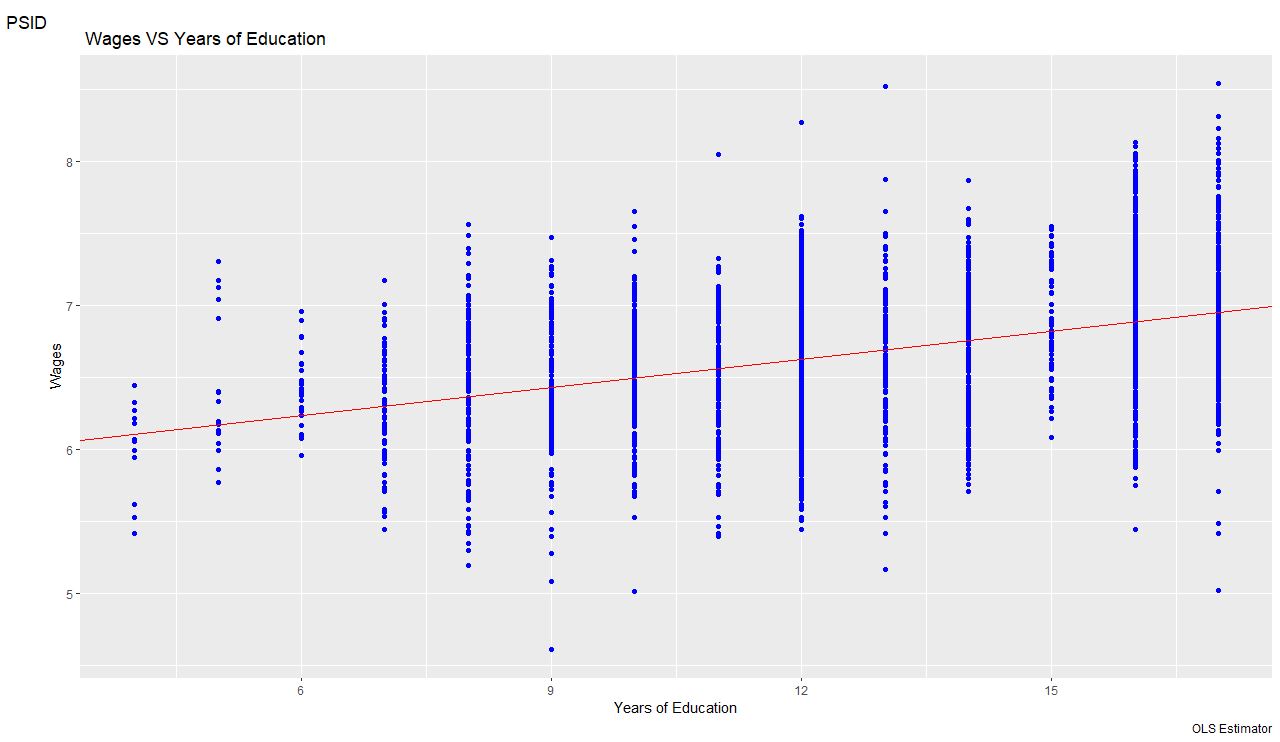 PSID
Wages VS Years of Education
8
7
6
5
Wages
6 9 12 15
Years of Education
OLS Estimator